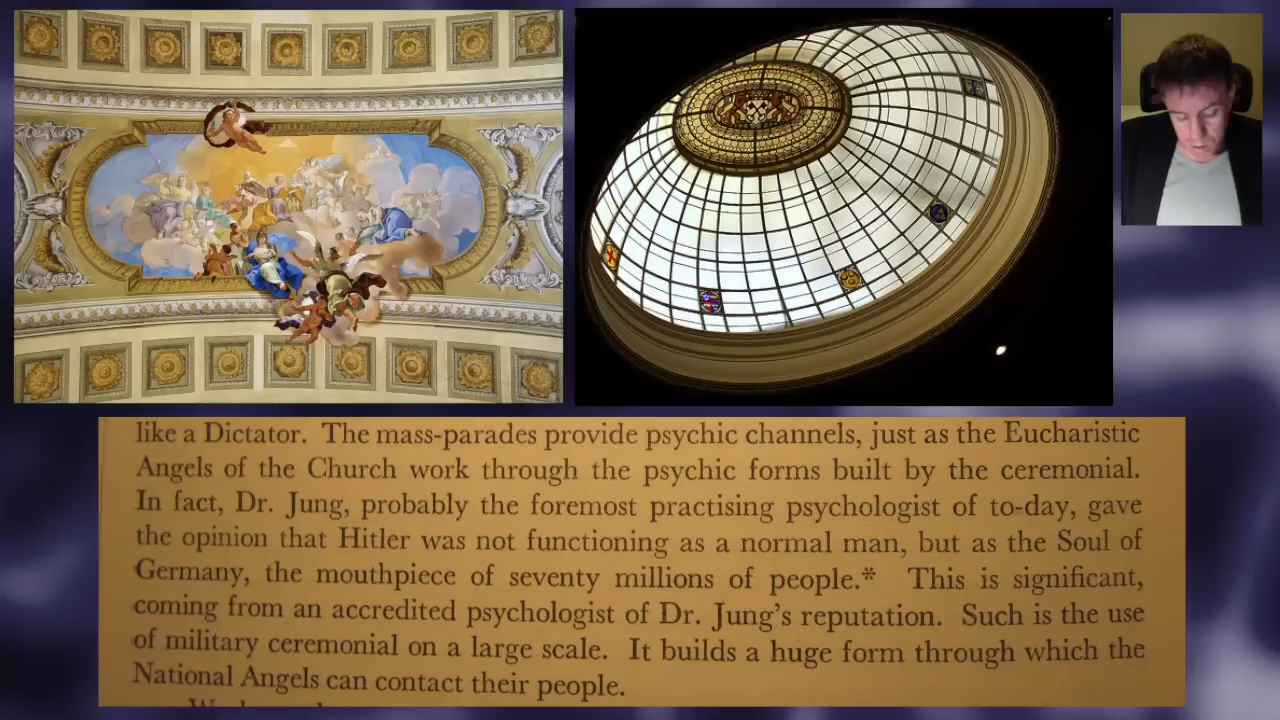 like a Dictator. The mass-parades provide psychic channels, just as the Eucharistic
Angels of the Church work through the psychic forms built by the ceremonial.
In fact, Dr. Jung, probably the foremost practising psychologist of to-day, gave
the opinion that Hitler was not functioning as a normal man, but as the Soul of
Germany, the mouthpiece of seventy millions of people.* This is significant,
coming from an accredited psychologist of Dr. Jung's reputation. Such is the use
of military ceremonial on a large scale. It builds a huge form through which the
National Angels can contact their people.